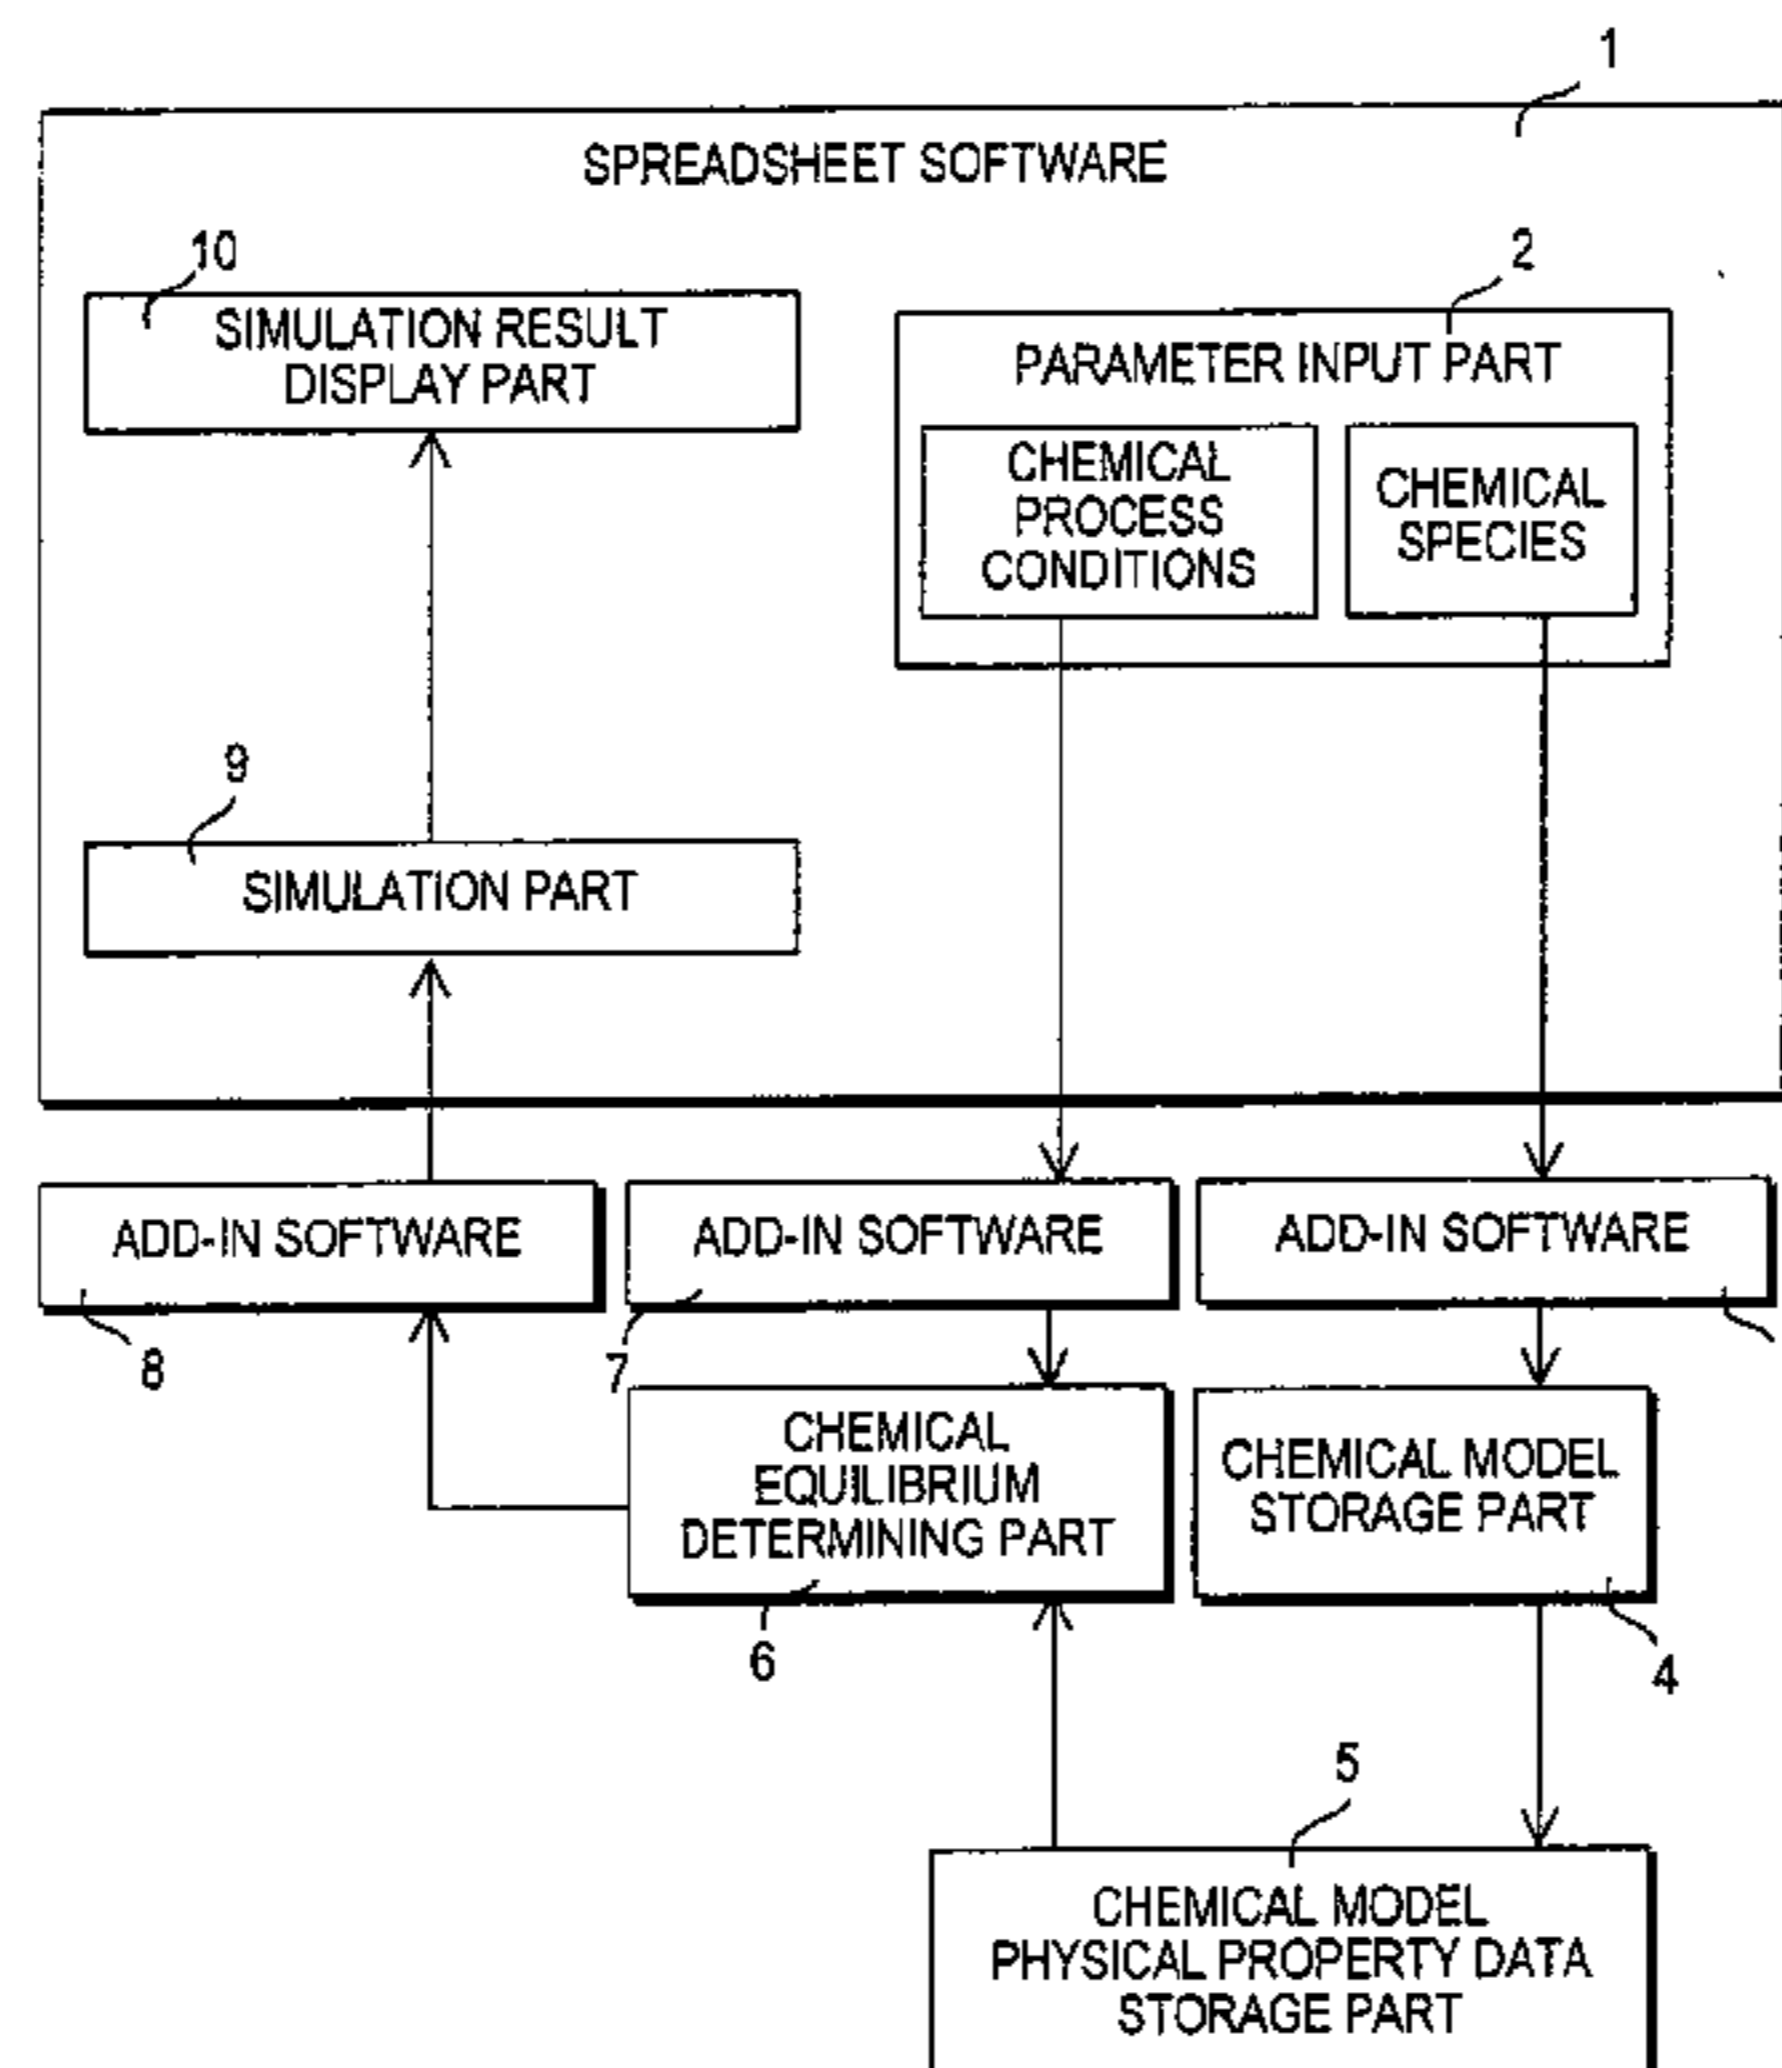 1
SPREADSHEET SOFTWARE
10
SIMULATION RESULT
DISPLAY PART
2
PARAMETER INPUT PART
CHEMICAL
PROCESS
CONDITIONS
CHEMICAL
SPECIES
9
SIMULATION PART
ADD-IN SOFTWARE
8
ADD-IN SOFTWARE
7
ADD-IN SOFTWARE
CHEMICAL
EQUILIBRIUM
DETERMINING PART
6
CHEMICAL MODEL
STORAGE PART
4
5
CHEMICAL MODEL
PHYSICAL PROPERTY DATA
STORAGE PART